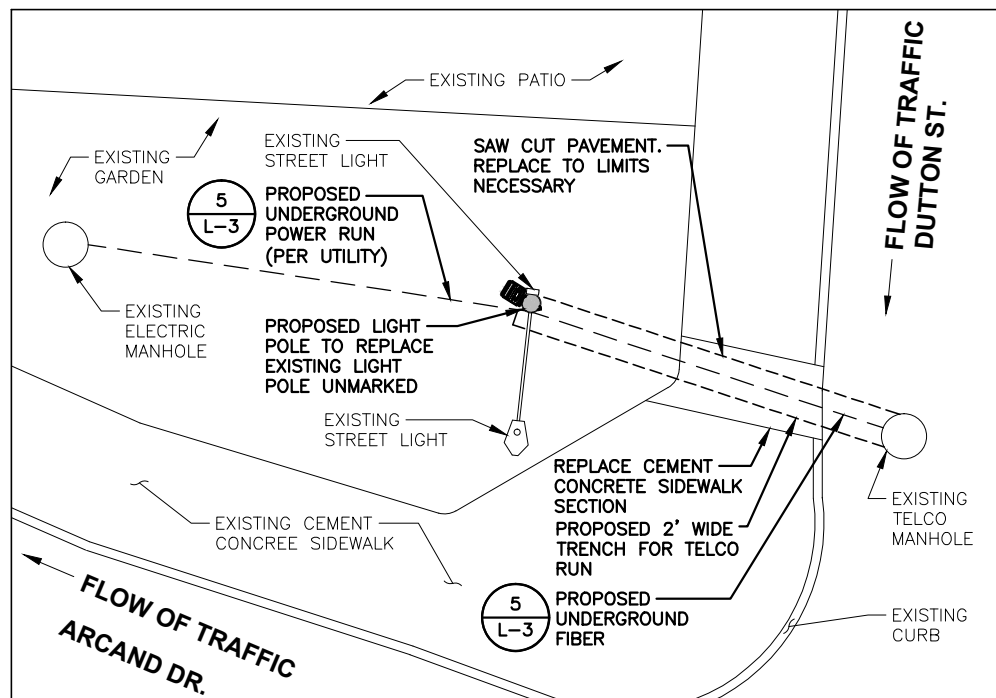 EXISTING PATIO
FLOW OF TRAFFIC
DUTTON ST.
EXISTING
GARDEN
EXISTING
STREET LIGHT
SAW CUT PAVEMENT.
REPLACE TO LIMITS
NECESSARY
5
L-3
PROPOSED
UNDERGROUND
POWER RUN
(PER UTILITY)
EXISTING
ELECTRIC
MANHOLE
PROPOSED LIGHT
POLE TO REPLACE
EXISTING LIGHT
POLE UNMARKED
EXISTING
STREET LIGHT
REPLACE CEMENT
CONCRETE SIDEWALK
SECTION
PROPOSED 2' WIDE
TRENCH FOR TELCO
RUN
EXISTING
TELCO
MANHOLE
EXISTING CEMENT
CONCREE SIDEWALK
5
L-3
PROPOSED
UNDERGROUND
FIBER
EXISTING
CURB
FLOW OF TRAFFIC
ARCAND DR.